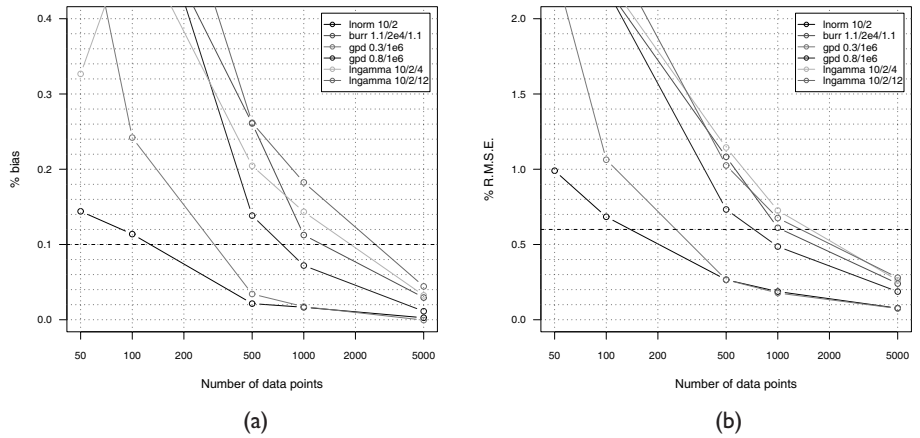 % bias
0.4
0.3
0.2
0.1
0.0
lnorm 10/2
burr 1.1/2e4/1.1
gpd 0.3/1e6
gpd 0.8/1e6
lngamma 10/2/4
lngamma 10/2/12
50 100 200 500 1000 2000 5000
Number of data points
(a)
% R.M.S.E.
2.0
1.5
1.0
0.5
0.0
lnorm 10/2
burr 1.1/2e4/1.1
gpd 0.3/1e6
gpd 0.8/1e6
lngamma 10/2/4
lngamma 10/2/12
50 100 200 500 1000 2000 5000
Number of data points
(b)